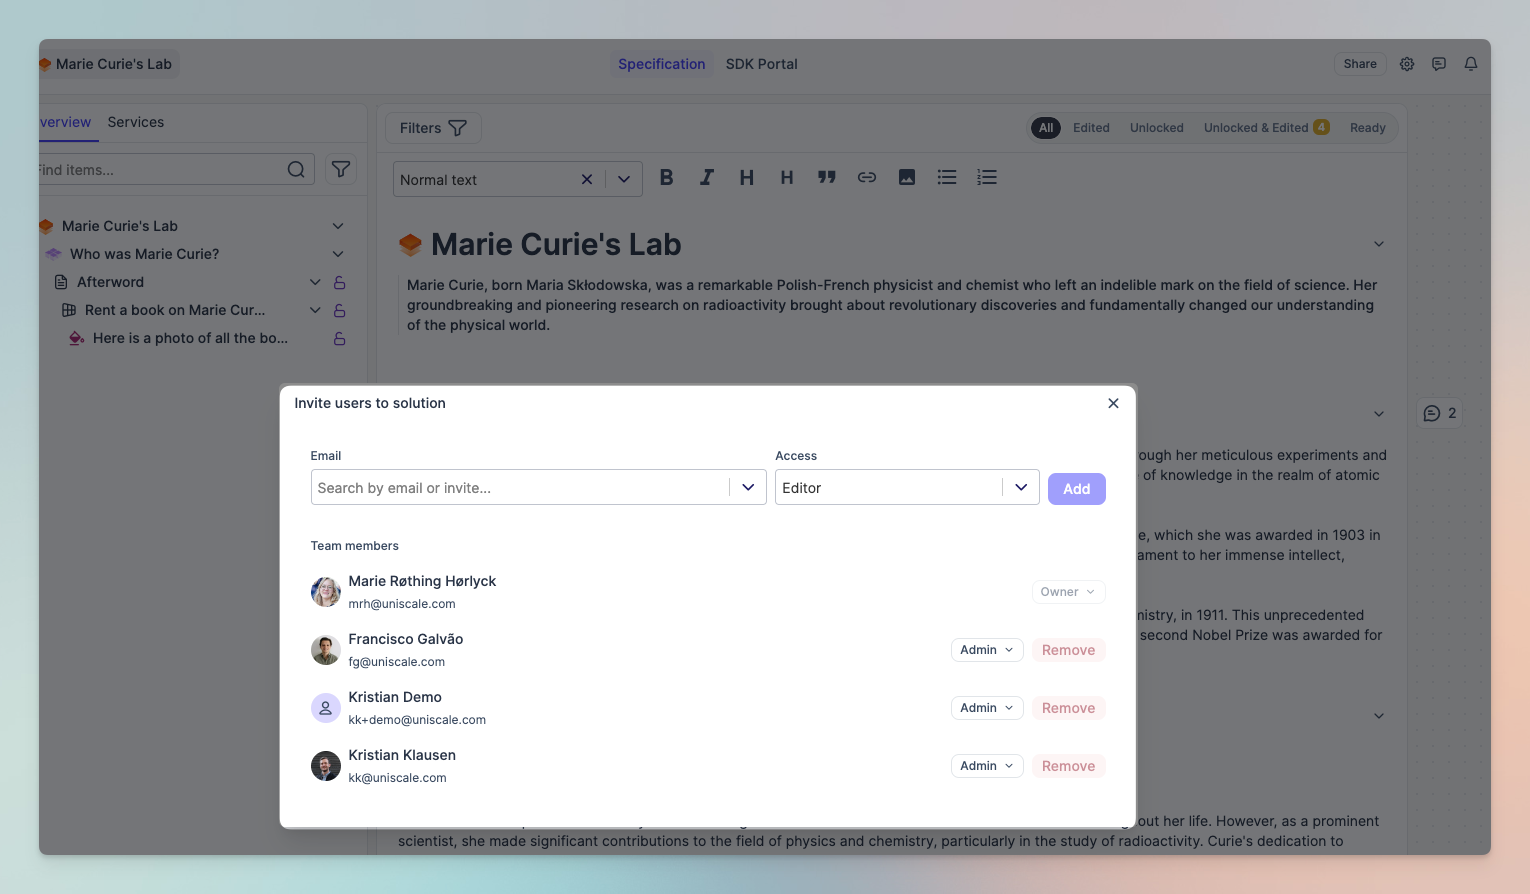 Marie Curie's Lab
Specification
SDK Portal
Share
verview
Services
Find items...
Marie Curie's Lab
Who was Marie Curie?
Afterword
Rent a book on Marie Cur...
Here is a photo of all the bo...
Filters
All
Edited
Unlocked
Unlocked & Edited 4
Ready
Normal text
B I H H
Marie Curie's Lab
Marie Curie, born Maria Skłodowska, was a remarkable Polish-French physicist and chemist who left an indelible mark on the field of science. Her
groundbreaking and pioneering research on radioactivity brought about revolutionary discoveries and fundamentally changed our understanding
of the physical world.
2
ough her meticulous experiments and
of knowledge in the realm of atomic
e, which she was awarded in 1903 in
ament to her immense intellect,
mistry, in 1911. This unprecedented
second Nobel Prize was awarded for
Invite users to solution
Email
Access
Search by email or invite...
Editor
Add
Team members
Marie Røthing Hørlyck
mrh@uniscale.com
Owner
Francisco Galvão
fg@uniscale.com
Admin
Remove
Kristian Demo
kk+demo@uniscale.com
Admin
Remove
Kristian Klausen
kk@uniscale.com
Admin
Remove
out her life. However, as a prominent
scientist, she made significant contributions to the field of physics and chemistry, particularly in the study of radioactivity. Curie's dedication to